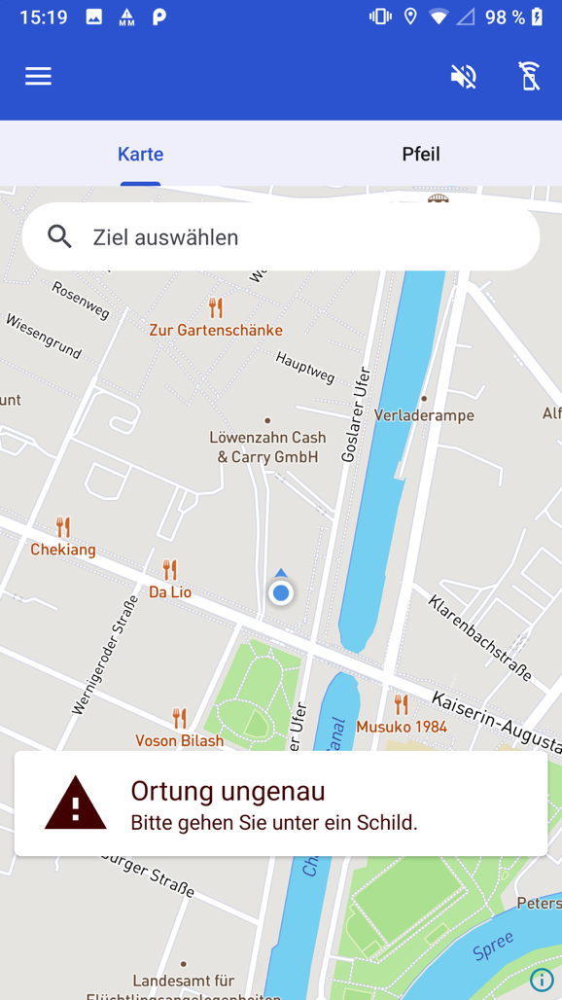 15:19
M M
98 %
Karte
Pfeil
Ziel auswählen
Rosenweg
Wiesengrund
Zur Gartenschänke
Hauptweg
unt
Goslarer Ufer
Verladerampe
Alf
Löwenzahn Cash
& Carry GmbH
Chekiang
Da Lio
Wernigeroder Straße
Klarenbachstraße
Kaiserin-Augusta
Musuko 1984
Voson Bilash
er Ufer
anal
Ortung ungenau
Bitte gehen Sie unter ein Schild.
burger Straße
Ch
Peters
Spree
Landesamt für
Flüchtlingsangelegenheiten